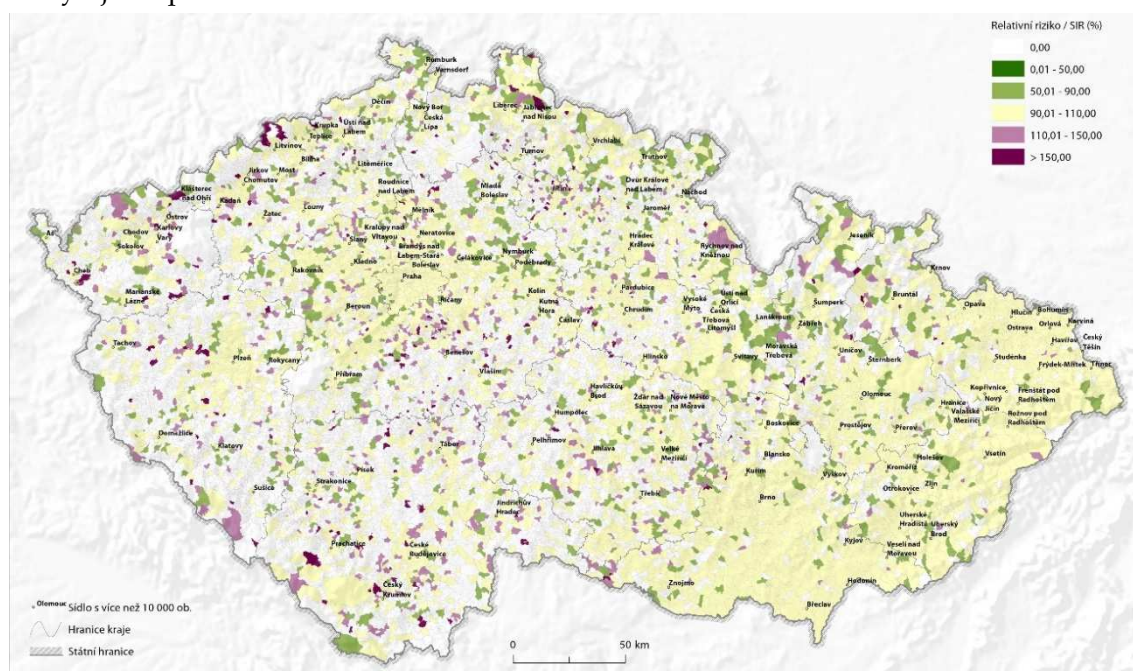 Relativní riziko / SIR (%)
0,00
0,01 - 50,00
50,01 - 90,00
90,01 - 110,00
110,01 - 150,00
> 150,00
Rumburk
Varnsdorf
Děčín
Nový Bor
Česká
Lípa
Liberec
Jablonec
nad Nisou
Krupka
Teplice
Ústí nad
Labem
Litvínov
Bílina
Litoměřice
Turnov
Vrchlabí
Trutnov
Jirkov
Chomutov
Most
Roudnice
nad Labem
Mladá
Boleslav
Jičín
Dvůr Králové
nad Labem
Náchod
Klášterec
nad Ohří
Kadaň
Žatec
Louny
Mělník
Jaroměř
Ostrov
Karlovy
Vary
Chodov
Sokolov
Aš
Cheb
Mariánské
Lázně
Slaný
Kralupy nad
Vltavou
Neratovice
Brandýs nad
Labem-Stará
Boleslav
Kladno
Praha
Rakovník
Beroun
Říčany
Čelákovice
Nymburk
Poděbrady
Kolín
Kutná
Hora
Čáslav
Hradec
Králové
Rychnov nad
Kněžnou
Pardubice
Chrudim
Vysoké
Mýto
Ústí nad
Orlicí
Česká
Třebová
Litomyšl
Lanškroun
Moravská
Třebová
Svitavy
Jeseník
Krnov
Bruntál
Šumperk
Zábřeh
Uničov
Šternberk
Opava
Hlučín
Bohumín
Ostrava
Orlová
Karviná
Havířov
Český
Těšín
Studénka
Frýdek-Místek
Třinec
Tachov
Plzeň
Rokycany
Příbram
Benešov
Vlašim
Hlinsko
Havlíčkův
Brod
Humpolec
Žďár nad
Sázavou
Nové Město
na Moravě
Boskovice
Olomouc
Prostějov
Přerov
Hranice
Valašské
Meziříčí
Kopřivnice
Nový
Jičín
Frenštát pod
Radhoštěm
Rožnov pod
Radhoštěm
Domažlice
Klatovy
Sušice
Strakonice
Písek
Tábor
Pelhřimov
Jihlava
Velké
Meziříčí
Třebíč
Jindřichův
Hradec
Blansko
Kuřim
Brno
Vyškov
Holešov
Kroměříž
Zlín
Otrokovice
Vsetín
Uherské
Hradiště
Uherský
Brod
Kyjov
Veselí nad
Moravou
Hodonín
Břeclav
Znojmo
Prachatice
České
Budějovice
Český
Krumlov
Olomouc Sídlo s více než 10 000 ob.
Hranice kraje
Státní hranice
0 50 km